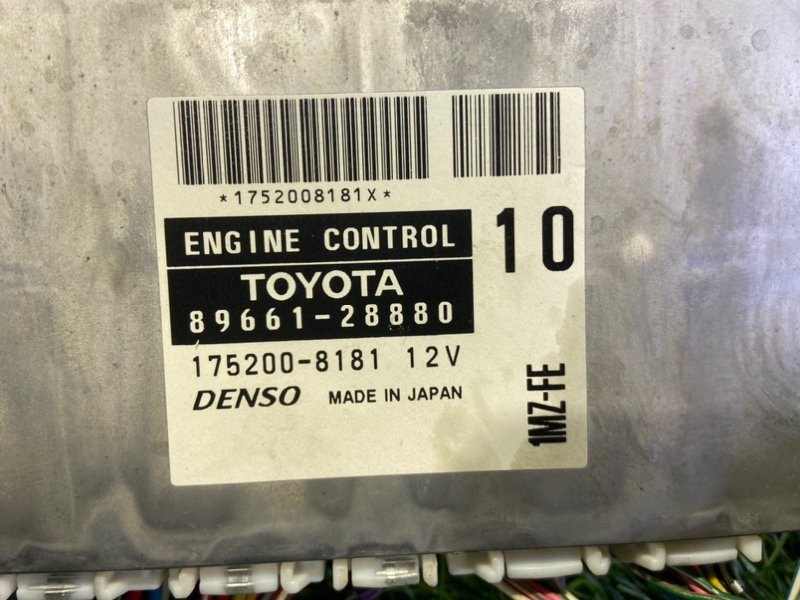 *1752008181X*
ENGINE CONTROL
10
TOYOTA
89661-28880
175200-8181 12V
DENSO MADE IN JAPAN
1MZ-FE